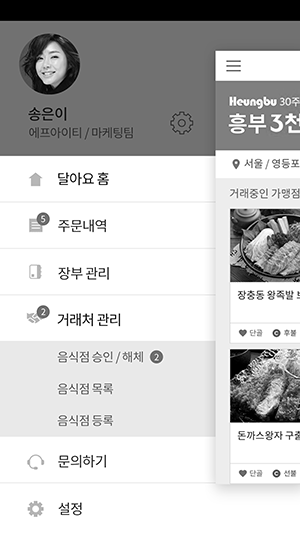 송은이
에프아이티 / 마케팅팀
달아요 홈
5
주문내역
장부 관리
2
거래처 관리
음식점 승인 / 해체 2
음식점 목록
음식점 등록
문의하기
설정
Heungbu 30주
흥부 3천
서울 / 영등포
거래중인 가맹점
장충동 왕족발 보
단골 C 후불
돈까스왕자 구출
단골 C 선불